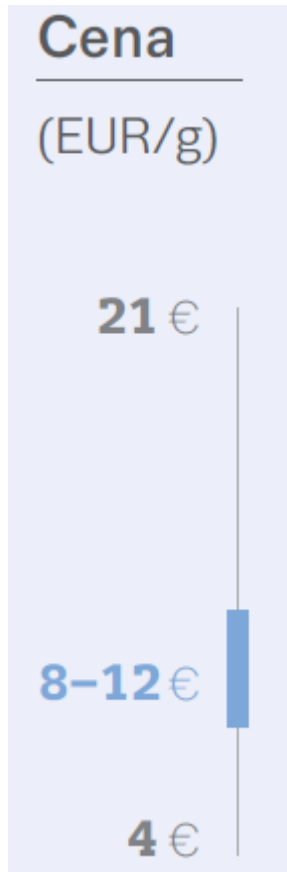 Cena
(EUR/g)
21 €
8–12 €
4 €